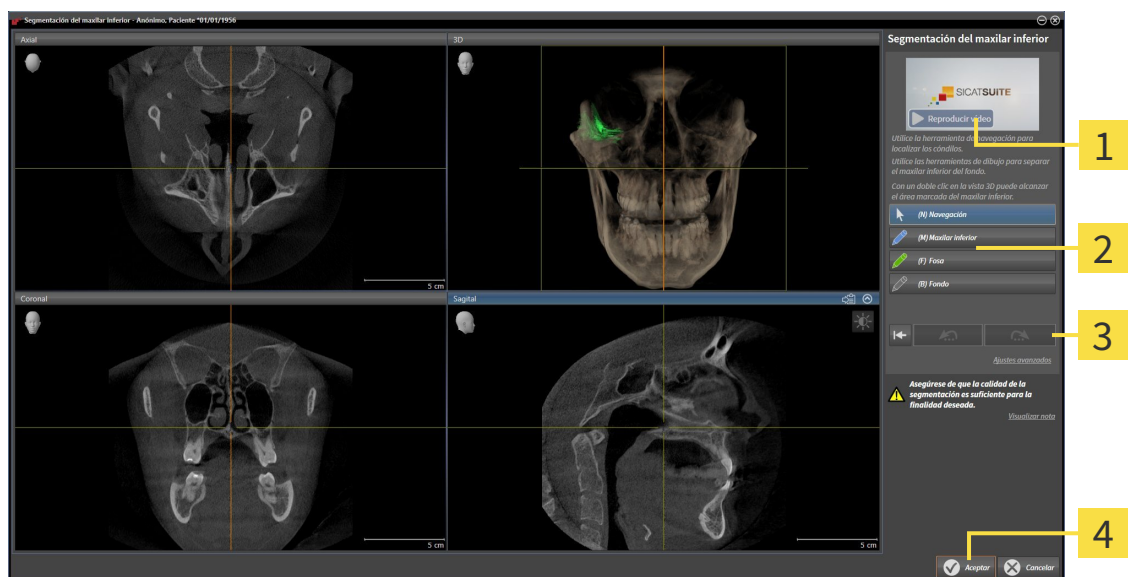 Segmentación del maxilar inferior - Anónimo, Paciente *01/01/1956
Axial
5 cm
3D
Coronal
5 cm
Sagital
5 cm
Segmentación del maxilar inferior
SICATSUITE
Reproducir vídeo
Utilice la herramienta de navegación para
localizar los cóndilos.
Utilice las herramientas de dibujo para separar
el maxilar inferior del fondo.
Con un doble clic en la vista 3D puede alcanzar
el área marcada del maxilar inferior.
(N) Navegación
(M) Maxilar inferior
(F) Fosa
(B) Fondo
Ajustes avanzados
Asegúrese de que la calidad de la
segmentación es suficiente para la
finalidad deseada.
Visualizar nota
Aceptar
Cancelar
1
2
3
4